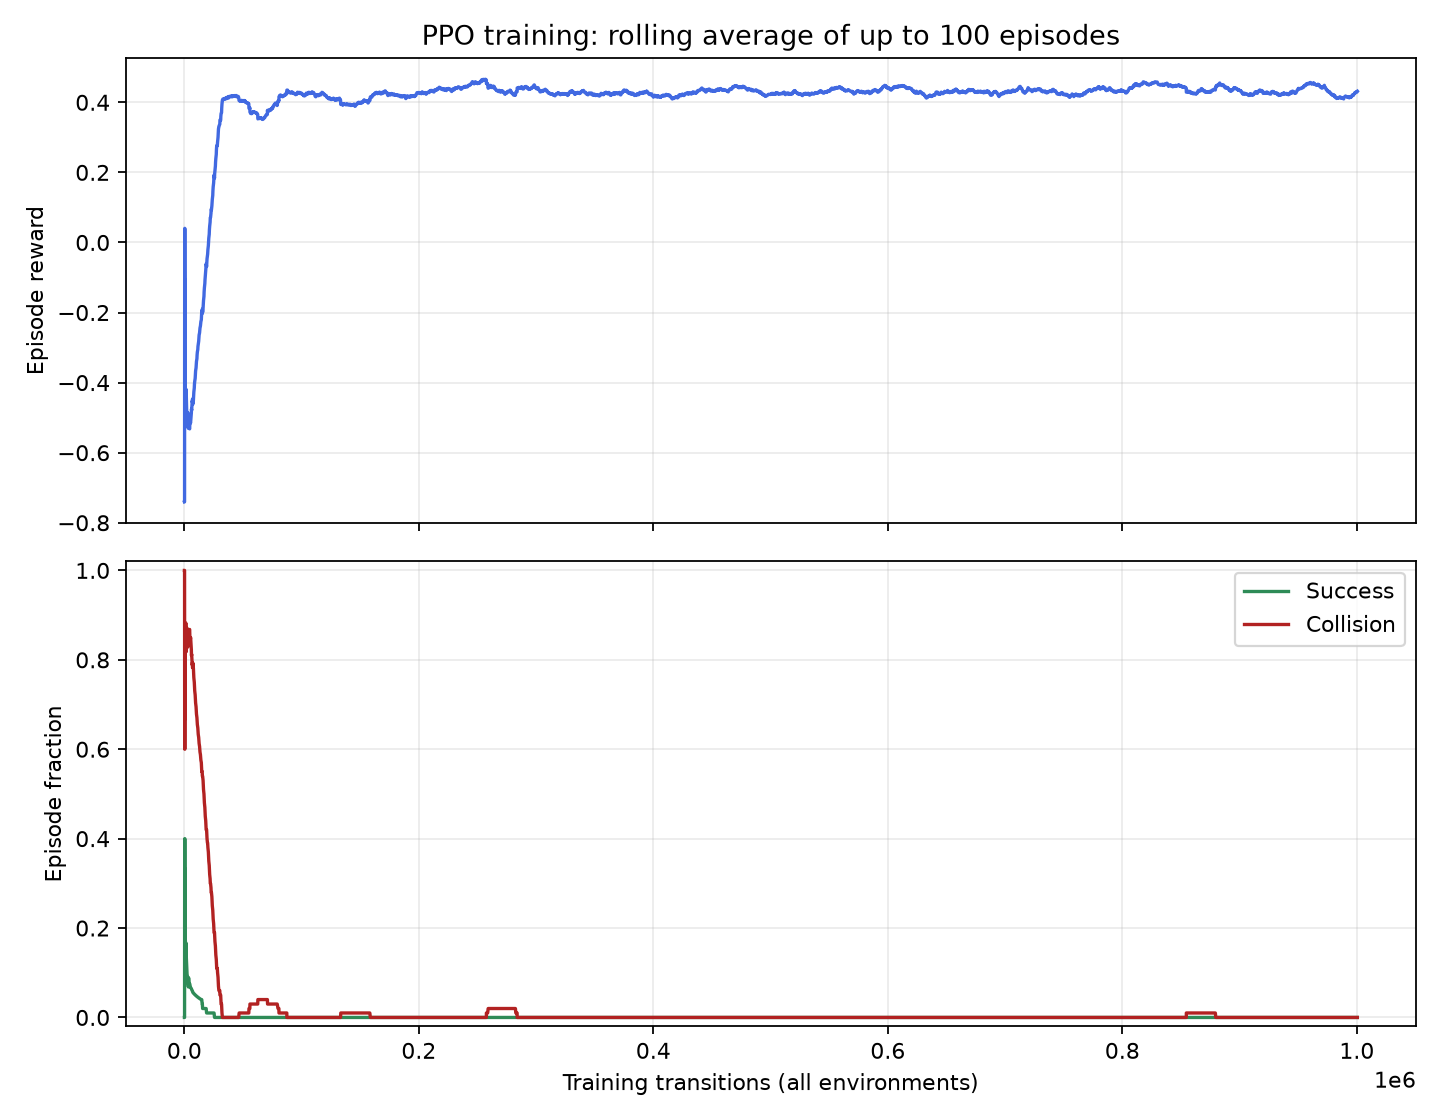 PPO training: rolling average of up to 100 episodes
Episode reward
0.4
0.2
0.0
−0.2
−0.4
−0.6
−0.8
Episode fraction
1.0
0.8
0.6
0.4
0.2
0.0
Success
Collision
0.0 0.2 0.4 0.6 0.8 1.0
1e6
Training transitions (all environments)